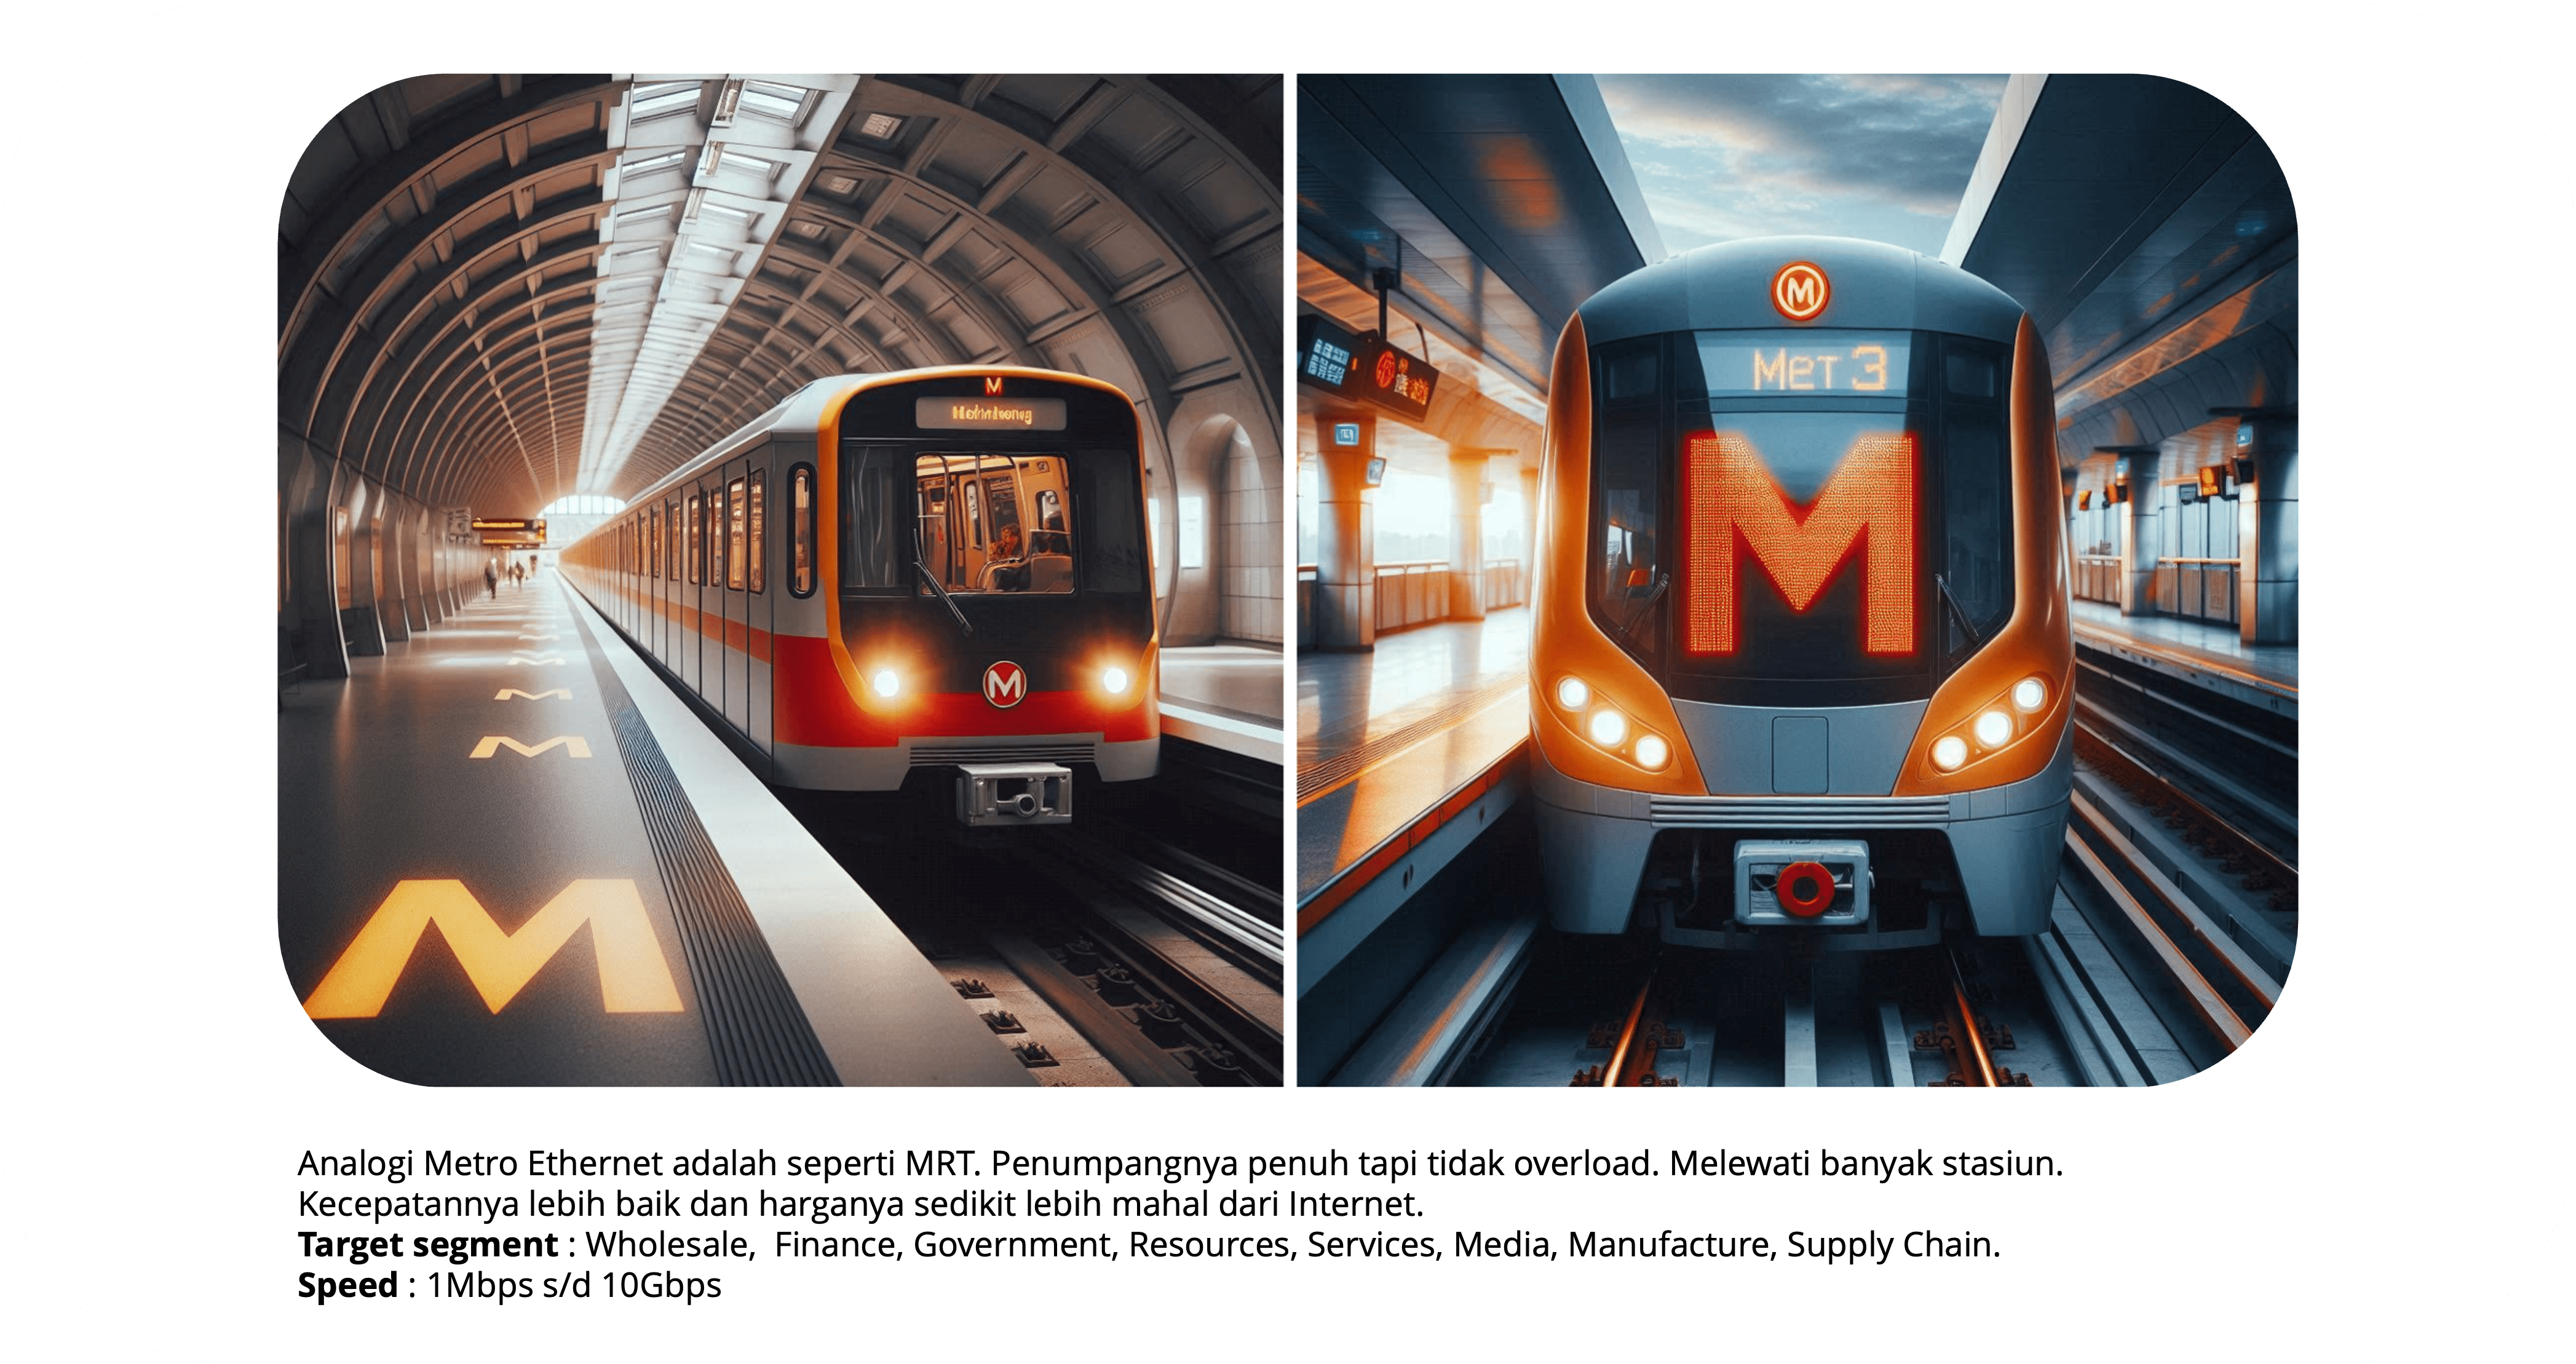 M
M
M
M
M
M
M
Мет 3
M
Analogi Metro Ethernet adalah seperti MRT. Penumpangnya penuh tapi tidak overload. Melewati banyak stasiun.
Kecepatannya lebih baik dan harganya sedikit lebih mahal dari Internet.
Target segment : Wholesale,  Finance, Government, Resources, Services, Media, Manufacture, Supply Chain.
Speed : 1Mbps s/d 10Gbps